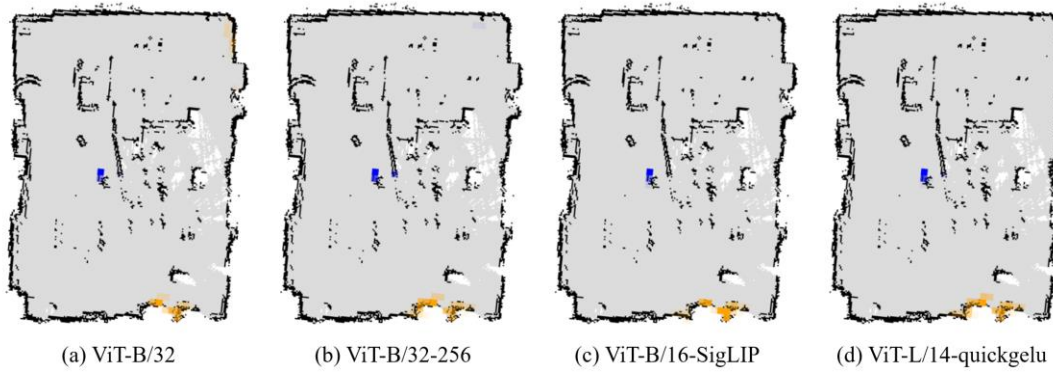 (a) ViT-B/32
(b) ViT-B/32-256
(c) ViT-B/16-SigLIP
(d) ViT-L/14-quickgelu